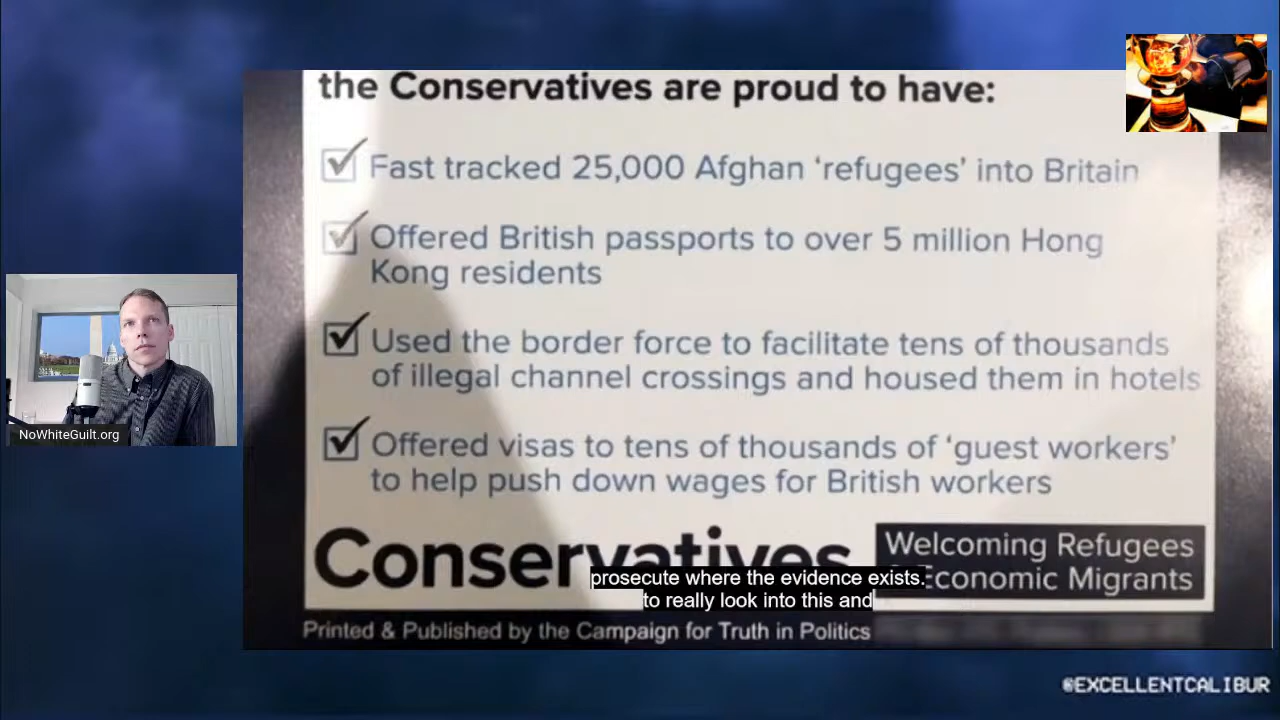 the Conservatives are proud to have:
Fast tracked 25,000 Afghan ‘refugees’ into Britain
Offered British passports to over 5 million Hong
Kong residents
Used the border force to facilitate tens of thousands
of illegal channel crossings and housed them in hotels
Offered visas to tens of thousands of ‘guest workers’
to help push down wages for British workers
Conservatives
Welcoming Refugees
Economic Migrants
prosecute where the evidence exists.
to really look into this and
Printed & Published by the Campaign for Truth in Politics
NoWhiteGuilt.org
@EXCELLENTCALIBUR